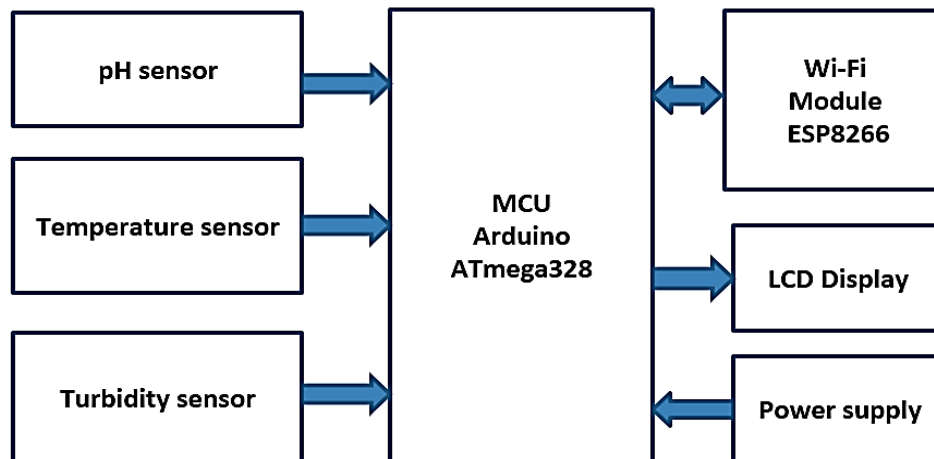 pH sensor
Temperature sensor
Turbidity sensor
MCU
Arduino
ATmega328
Wi-Fi
Module
ESP8266
LCD Display
Power supply